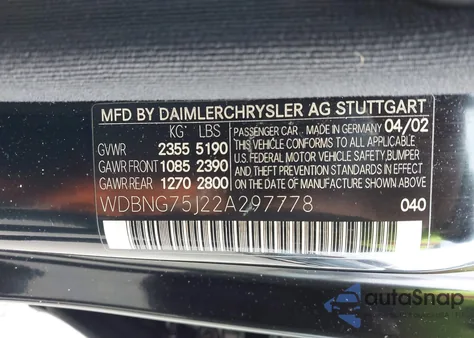 MFD BY DAIMLERCHRYSLER AG STUTTGART
KG LBS
GVWR 2355 5190
GAWR FRONT 1085 2390
GAWR REAR 1270 2800
PASSENGER CAR MADE IN GERMANY 04/02
THIS VEHICLE CONFORMS TO ALL APPLICABLE
U.S. FEDERAL MOTOR VEHICLE SAFETY, BUMPER
AND THEFT PREVENTION STANDARDS IN EFFECT ON
THE DATE OF MANUFACTURE SHOWN ABOVE
WDBNG75J22A297778 040
autoSnap